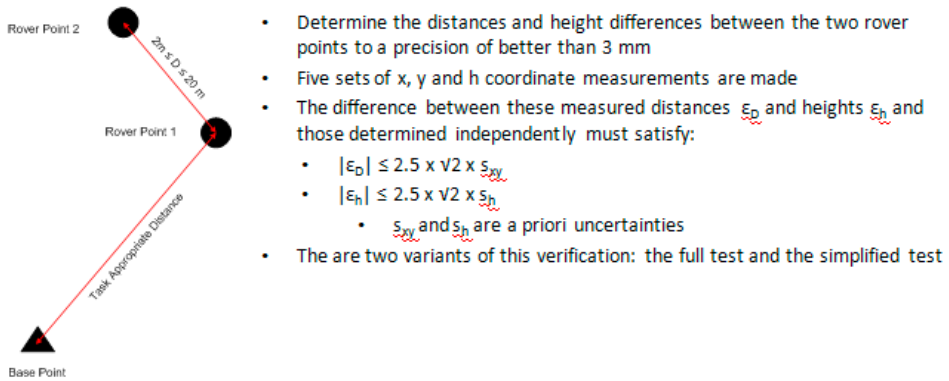 Rover Point 2
2m ≤ D ≤ 20 m
Rover Point 1
Task Appropriate Distance
Base Point
• Determine the distances and height differences between the two rover
points to a precision of better than 3 mm
• Five sets of x, y and h coordinate measurements are made
• The difference between these measured distances εD and heights εh and
those determined independently must satisfy:
• |εD| ≤ 2.5 x √2 x sxy
• |εh| ≤ 2.5 x √2 x sh
• sxy and sh are a priori uncertainties
• The are two variants of this verification: the full test and the simplified test